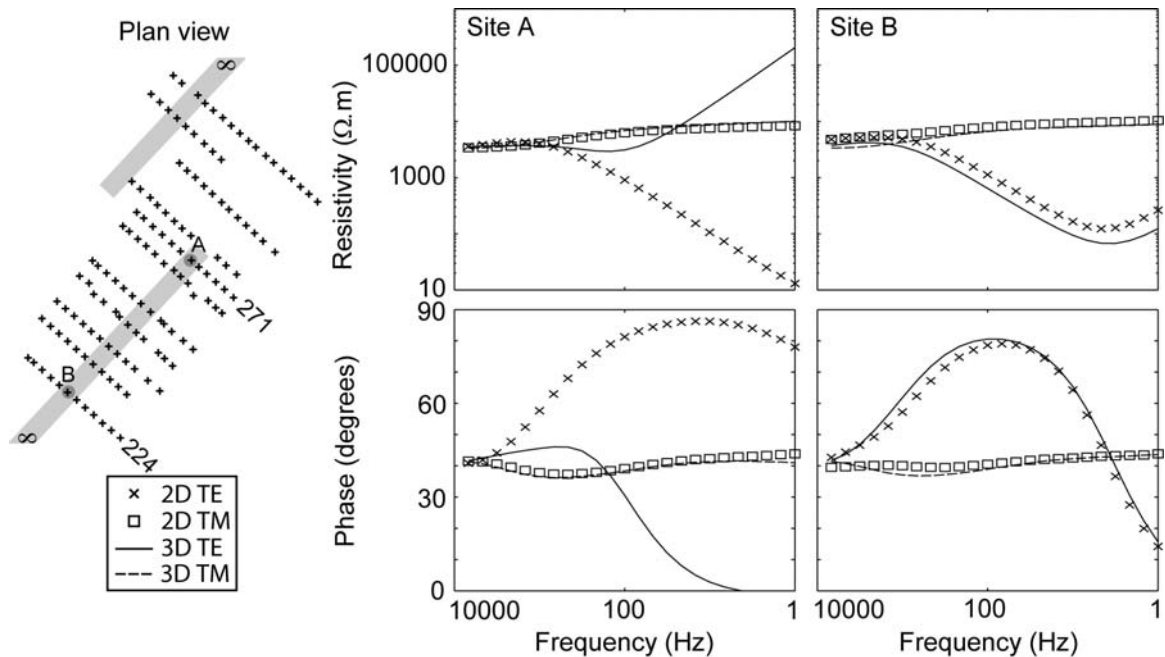 Plan view
∞
A
271
B
∞
224
2D TE
2D TM
3D TE
3D TM
Site A
Site B
Resistivity (Ω.m)
100000
1000
10
Phase (degrees)
90
60
30
0
10000 100 1
Frequency (Hz)
10000 100 1
Frequency (Hz)